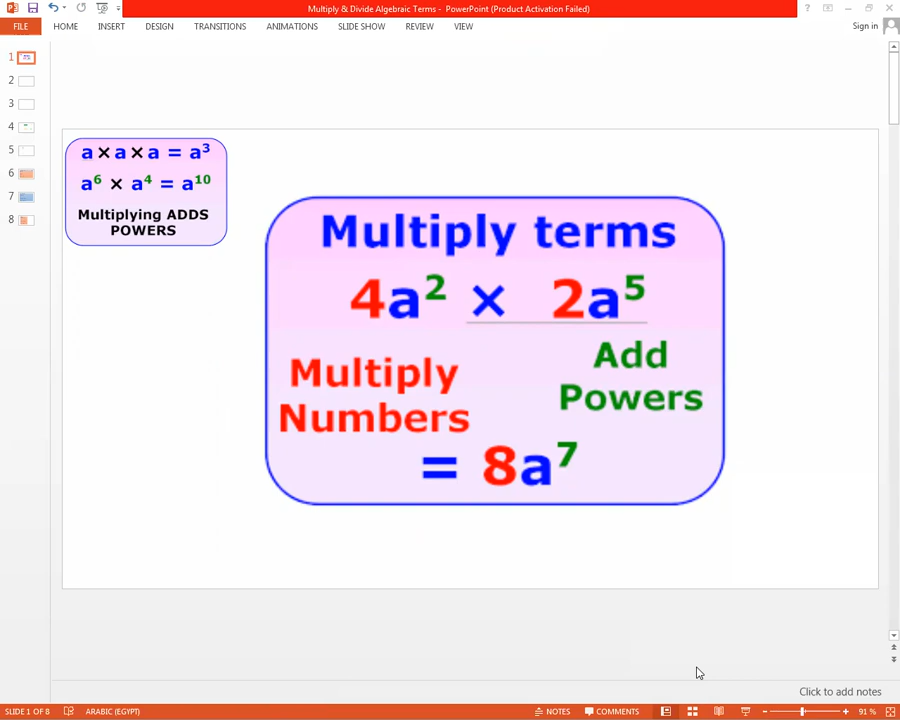 Multiply & Divide Algebraic Terms - PowerPoint (Product Activation Failed)
FILE HOME INSERT DESIGN TRANSITIONS ANIMATIONS SLIDE SHOW REVIEW VIEW Sign in
1
2
3
4
5
6
7
8
a × a × a = a³
a⁶ × a⁴ = a¹⁰
Multiplying ADDS
POWERS
Multiply terms
4a² × 2a⁵
Multiply
Numbers
Add
Powers
= 8a⁷
Click to add notes
SLIDE 1 OF 8 ARABIC (EGYPT) NOTES COMMENTS 91 %